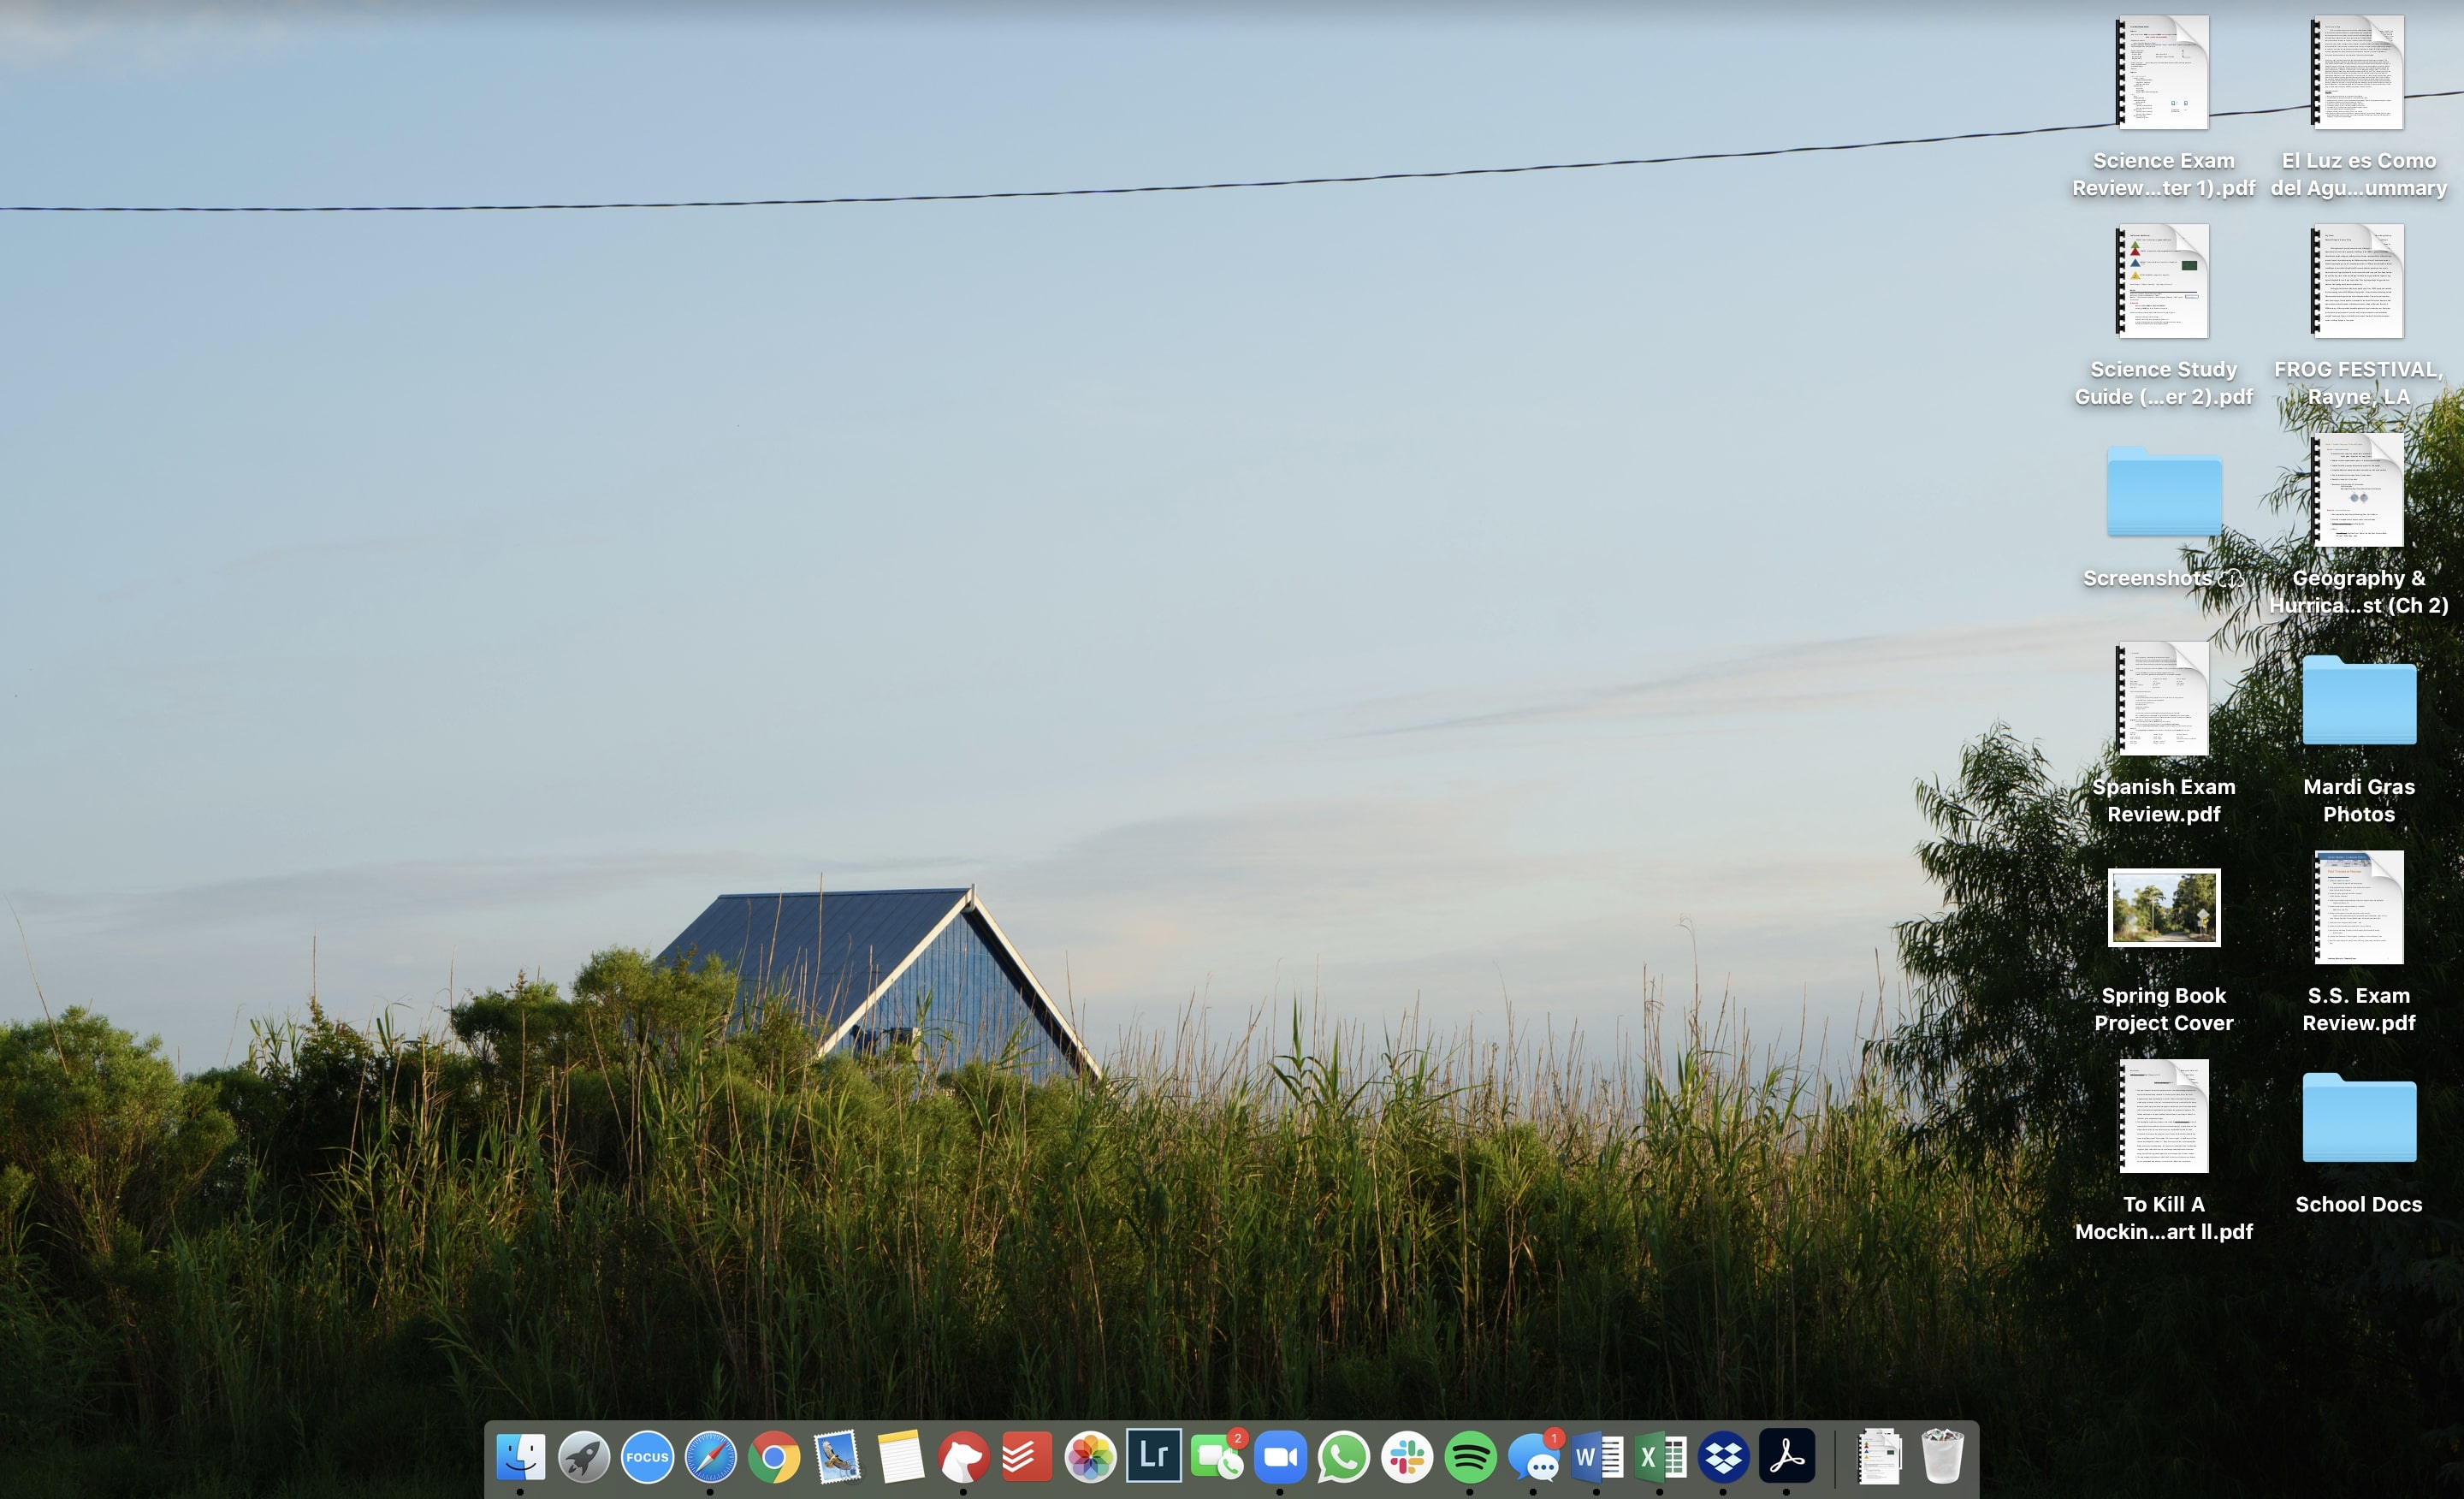 Science Exam
Review...ter 1).pdf
El Luz es Como
del Agu...ummary
Science Study
Guide (...er 2).pdf
FROG FESTIVAL,
Rayne, LA
Screenshots
Geography &
Hurrica...st (Ch 2)
Spanish Exam
Review.pdf
Mardi Gras
Photos
Spring Book
Project Cover
S.S. Exam
Review.pdf
To Kill A
Mockin...art II.pdf
School Docs
FOCUS
Lr
2
1
W
X